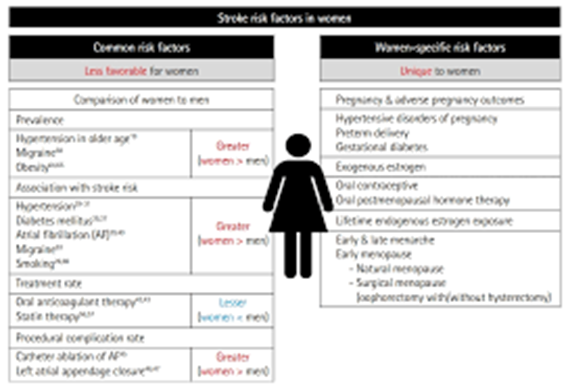 Stroke risk factors in women
Common risk factors
Less favorable for women
Comparison of women to men
Prevalence
Hypertension in older age
Migraine
Obesity
Greater
(women > men)
Association with stroke risk
Hypertension
Diabetes mellitus
Atrial fibrillation (AF)
Migraine
Smoking
Greater
(women > men)
Treatment rate
Oral anticoagulant therapy
Statin therapy
Lesser
(women < men)
Procedural complication rate
Catheter ablation of AF
Left atrial appendage closure
Greater
(women > men)
Women-specific risk factors
Unique to women
Pregnancy & adverse pregnancy outcomes
Hypertensive disorders of pregnancy
Preterm delivery
Gestational diabetes
Exogenous estrogen
Oral contraceptive
Oral postmenopausal hormone therapy
Lifetime endogenous estrogen exposure
Early & late menarche
Early menopause
- Natural menopause
- Surgical menopause
(oophorectomy with(without hysterectomy)